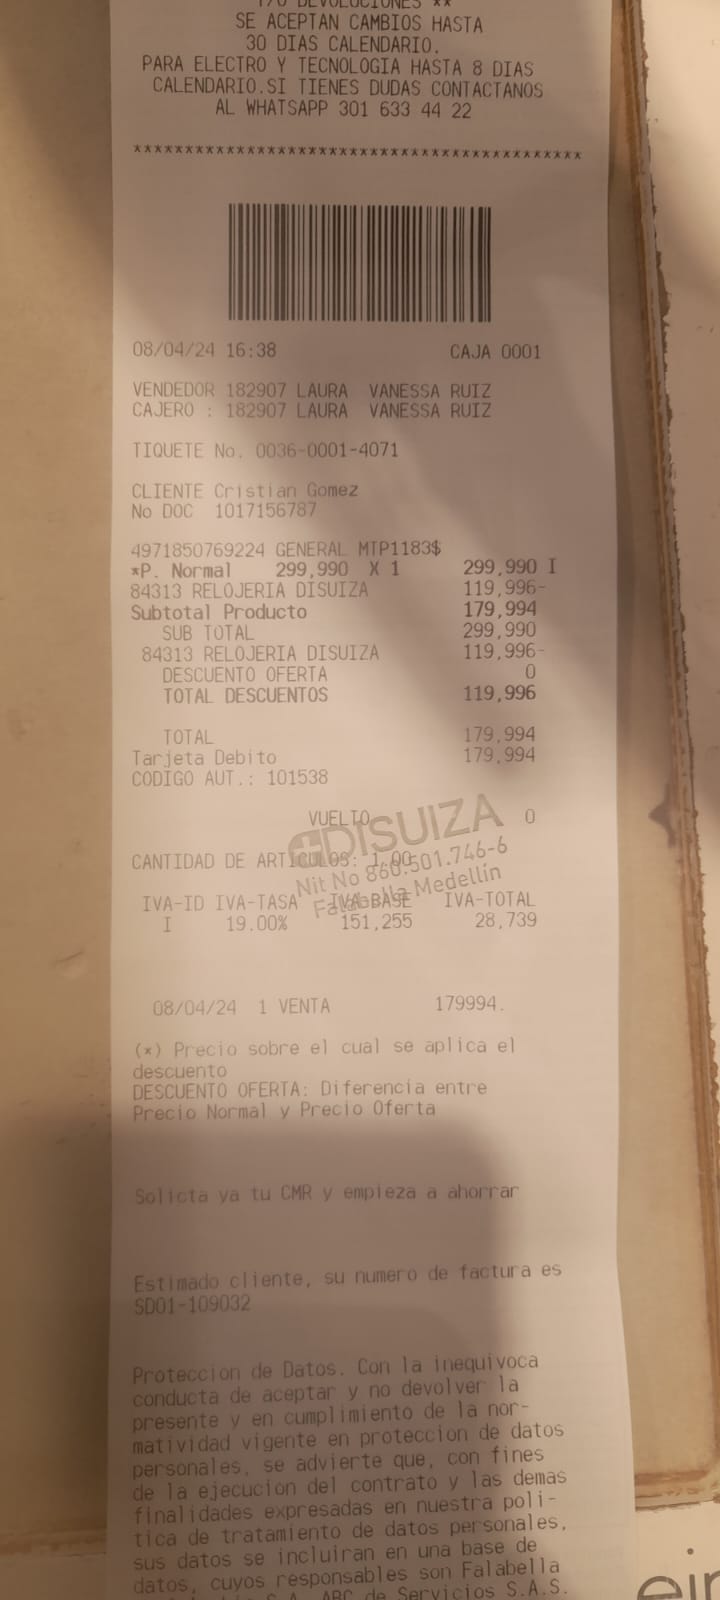 Y/O DEVOLUCIONES **
SE ACEPTAN CAMBIOS HASTA
30 DIAS CALENDARIO.
PARA ELECTRO Y TECNOLOGIA HASTA 8 DIAS
CALENDARIO.SI TIENES DUDAS CONTACTANOS
AL WHATSAPP 301 633 44 22
********************************************
08/04/24 16:38 CAJA 0001
VENDEDOR 182907 LAURA VANESSA RUIZ
CAJERO : 182907 LAURA VANESSA RUIZ
TIQUETE No. 0036-0001-4071
CLIENTE Cristian Gomez
No DOC 1017156787
4971850769224 GENERAL MTP1183$
*P. Normal 299,990 X 1 299,990 I
84313 RELOJERIA DISUIZA 119,996-
Subtotal Producto 179,994
SUB TOTAL 299,990
84313 RELOJERIA DISUIZA 119,996-
DESCUENTO OFERTA 0
TOTAL DESCUENTOS 119,996
TOTAL 179,994
Tarjeta Debito 179,994
CODIGO AUT.: 101538
VUELTO 0
DISUIZA
CANTIDAD DE ARTICULOS: 1.00
Nit No 860.501.746-6
Falabella Medellín
IVA-ID IVA-TASA IVA-BASE IVA-TOTAL
I 19.00% 151,255 28,739
08/04/24 1 VENTA 179994.
(*) Precio sobre el cual se aplica el
descuento
DESCUENTO OFERTA: Diferencia entre
Precio Normal y Precio Oferta
Solicta ya tu CMR y empieza a ahorrar
Estimado cliente, su numero de factura es
SD01-109032
Proteccion de Datos. Con la inequivoca
conducta de aceptar y no devolver la
presente y en cumplimiento de la nor-
matividad vigente en proteccion de datos
personales, se advierte que, con fines
de la ejecucion del contrato y las demas
finalidades expresadas en nuestra poli-
tica de tratamiento de datos personales,
sus datos se incluiran en una base de
datos, cuyos responsables son Falabella
S.A. ABC de Servicios S.A.S.